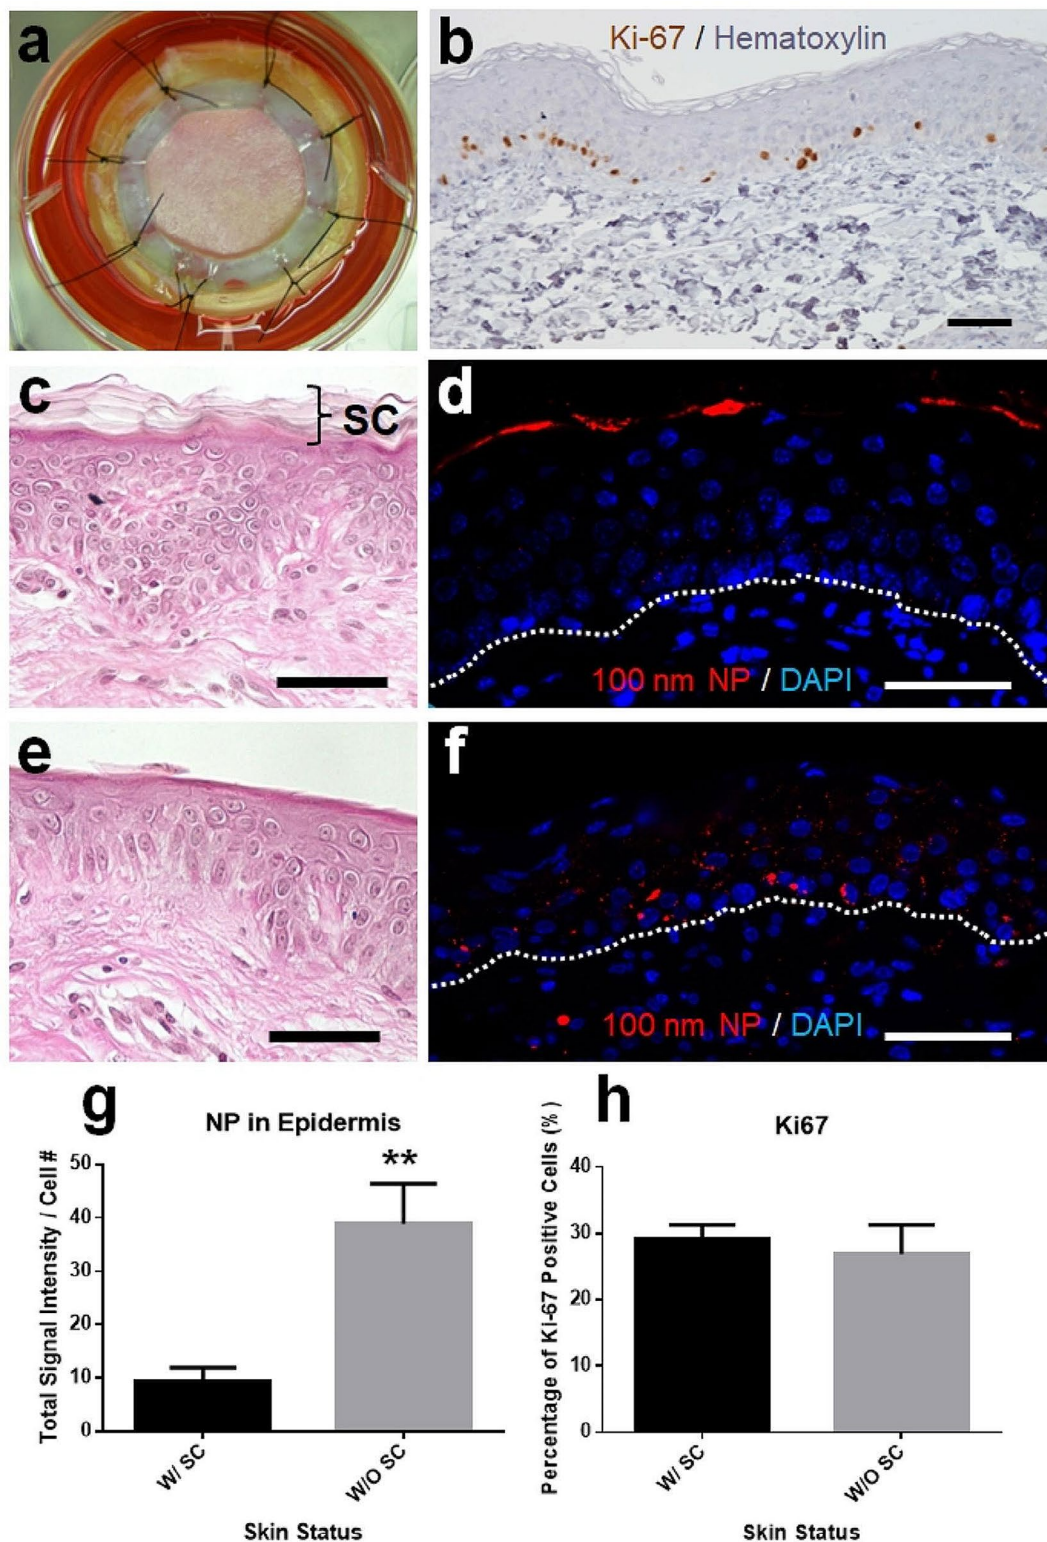 a
b
Ki-67 / Hematoxylin
c
SC
d
100 nm NP / DAPI
e
f
100 nm NP / DAPI
g
NP in Epidermis
Total Signal Intensity / Cell #
50
40
30
20
10
0
**
W/ SC
W/O SC
Skin Status
h
Ki67
Percentage of Ki-67 Positive Cells (% )
40
30
20
10
0
W/ SC
W/O SC
Skin Status